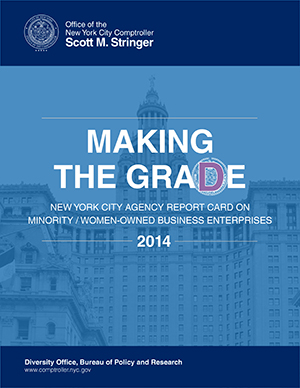 Office of the
New York City Comptroller
Scott M. Stringer
MAKING
THE GRADE
NEW YORK CITY AGENCY REPORT CARD ON
MINORITY / WOMEN-OWNED BUSINESS ENTERPRISES
2014
Diversity Office, Bureau of Policy and Research
www.comptroller.nyc.gov